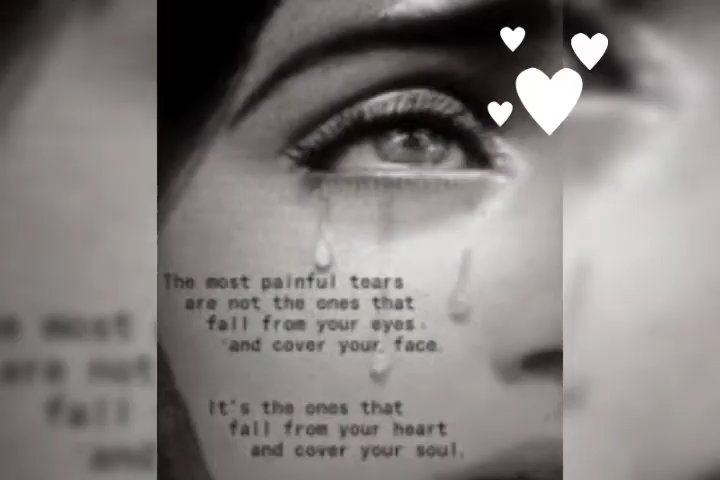 The most painful tears
are not the ones that
fall from your eyes
and cover your face.
It's the ones that
fall from your heart
and cover your soul.